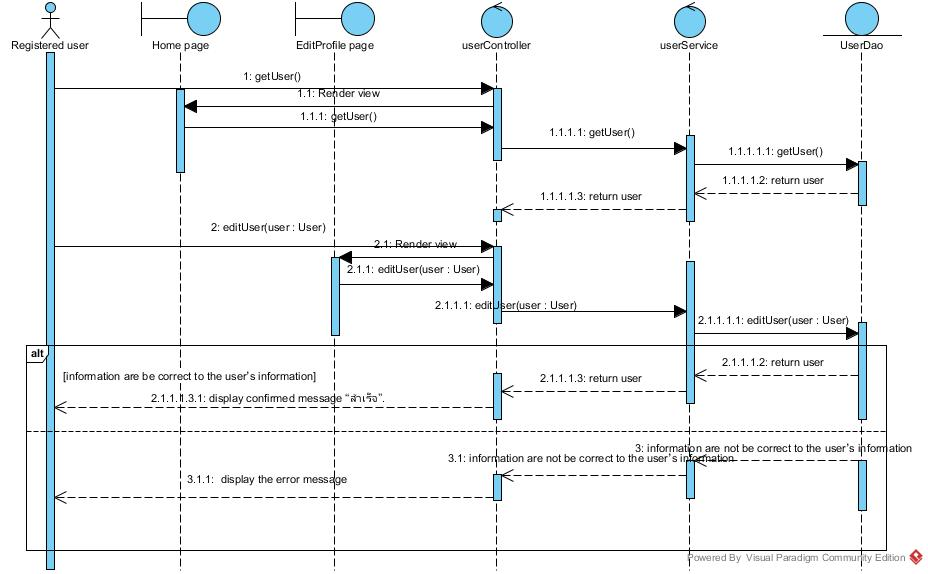 Registered user
Home page
EditProfile page
userController
userService
UserDao
1: getUser()
1.1: Render view
1.1.1: getUser()
1.1.1.1: getUser()
1.1.1.1.1: getUser()
1.1.1.1.2: return user
1.1.1.1.3: return user
2: editUser(user : User)
2.1: Render view
2.1.1: editUser(user : User)
2.1.1.1: editUser(user : User)
2.1.1.1.1: editUser(user : User)
alt
2.1.1.1.2: return user
[information are be correct to the user's information]
2.1.1.1.3: return user
2.1.1.1.3.1: display confirmed message “สำเร็จ”.
3: information are not be correct to the user's information
3.1: information are not be correct to the user's information
3.1.1:  display the error message
Powered By Visual Paradigm Community Edition